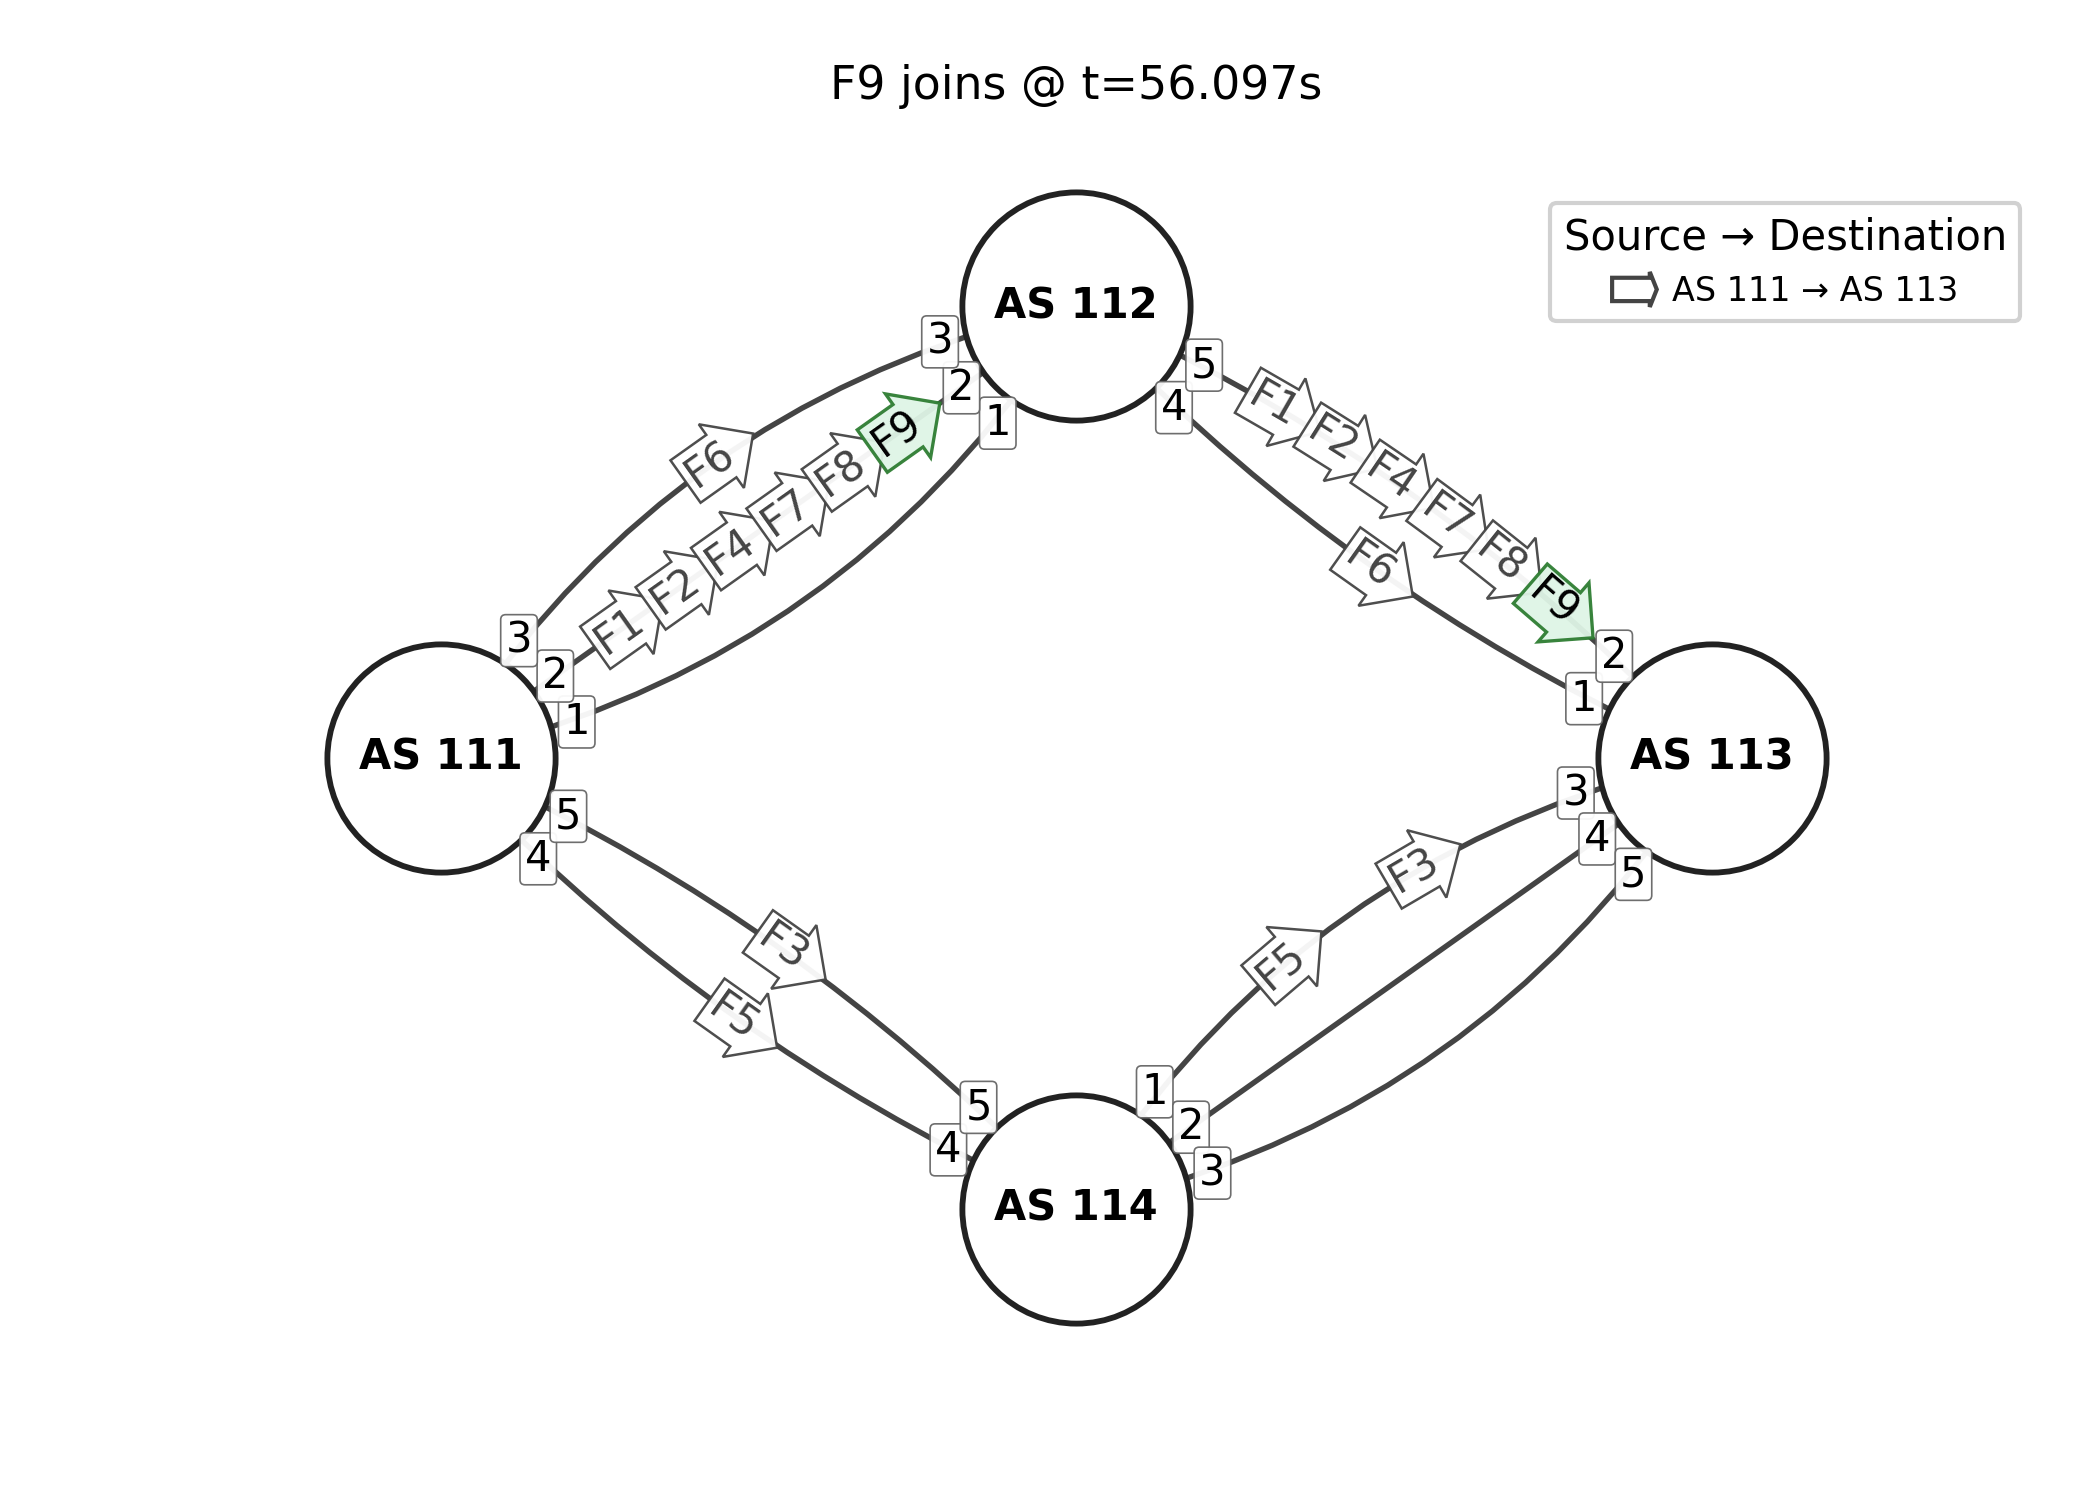 F9 joins @ t=56.097s
Source → Destination
AS 111 → AS 113
AS 112
3
2
1
5
4
F6
F1
F2
F4
F7
F8
F9
F1
F2
F4
F7
F8
F9
F6
3
2
1
2
1
AS 111
AS 113
5
4
3
4
5
F3
F5
F3
F5
5
4
1
2
3
AS 114